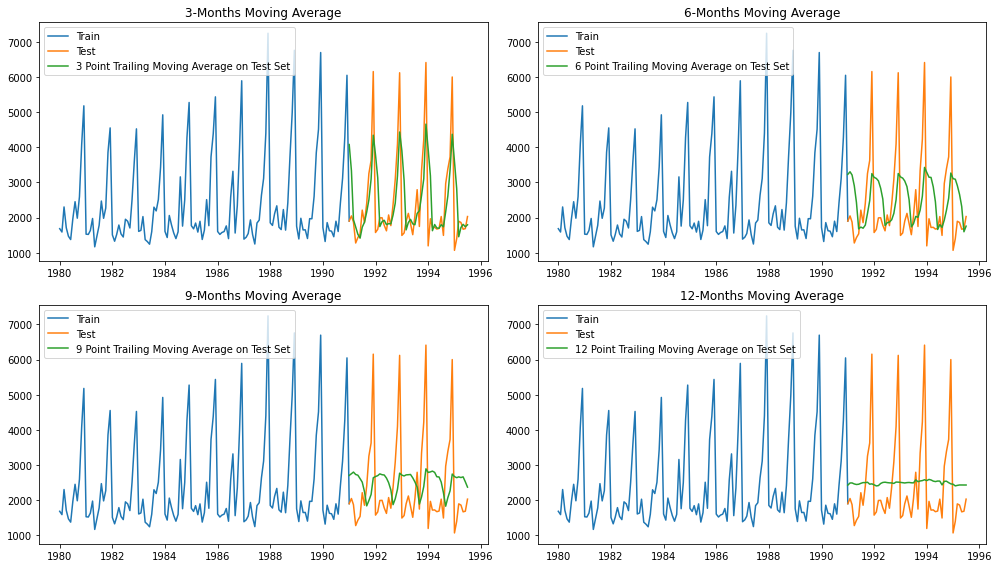 3-Months Moving Average
Train
Test
3 Point Trailing Moving Average on Test Set
7000
6000
5000
4000
3000
2000
1000
1980 1982 1984 1986 1988 1990 1992 1994 1996
6-Months Moving Average
Train
Test
6 Point Trailing Moving Average on Test Set
7000
6000
5000
4000
3000
2000
1000
1980 1982 1984 1986 1988 1990 1992 1994 1996
9-Months Moving Average
Train
Test
9 Point Trailing Moving Average on Test Set
7000
6000
5000
4000
3000
2000
1000
1980 1982 1984 1986 1988 1990 1992 1994 1996
12-Months Moving Average
Train
Test
12 Point Trailing Moving Average on Test Set
7000
6000
5000
4000
3000
2000
1000
1980 1982 1984 1986 1988 1990 1992 1994 1996